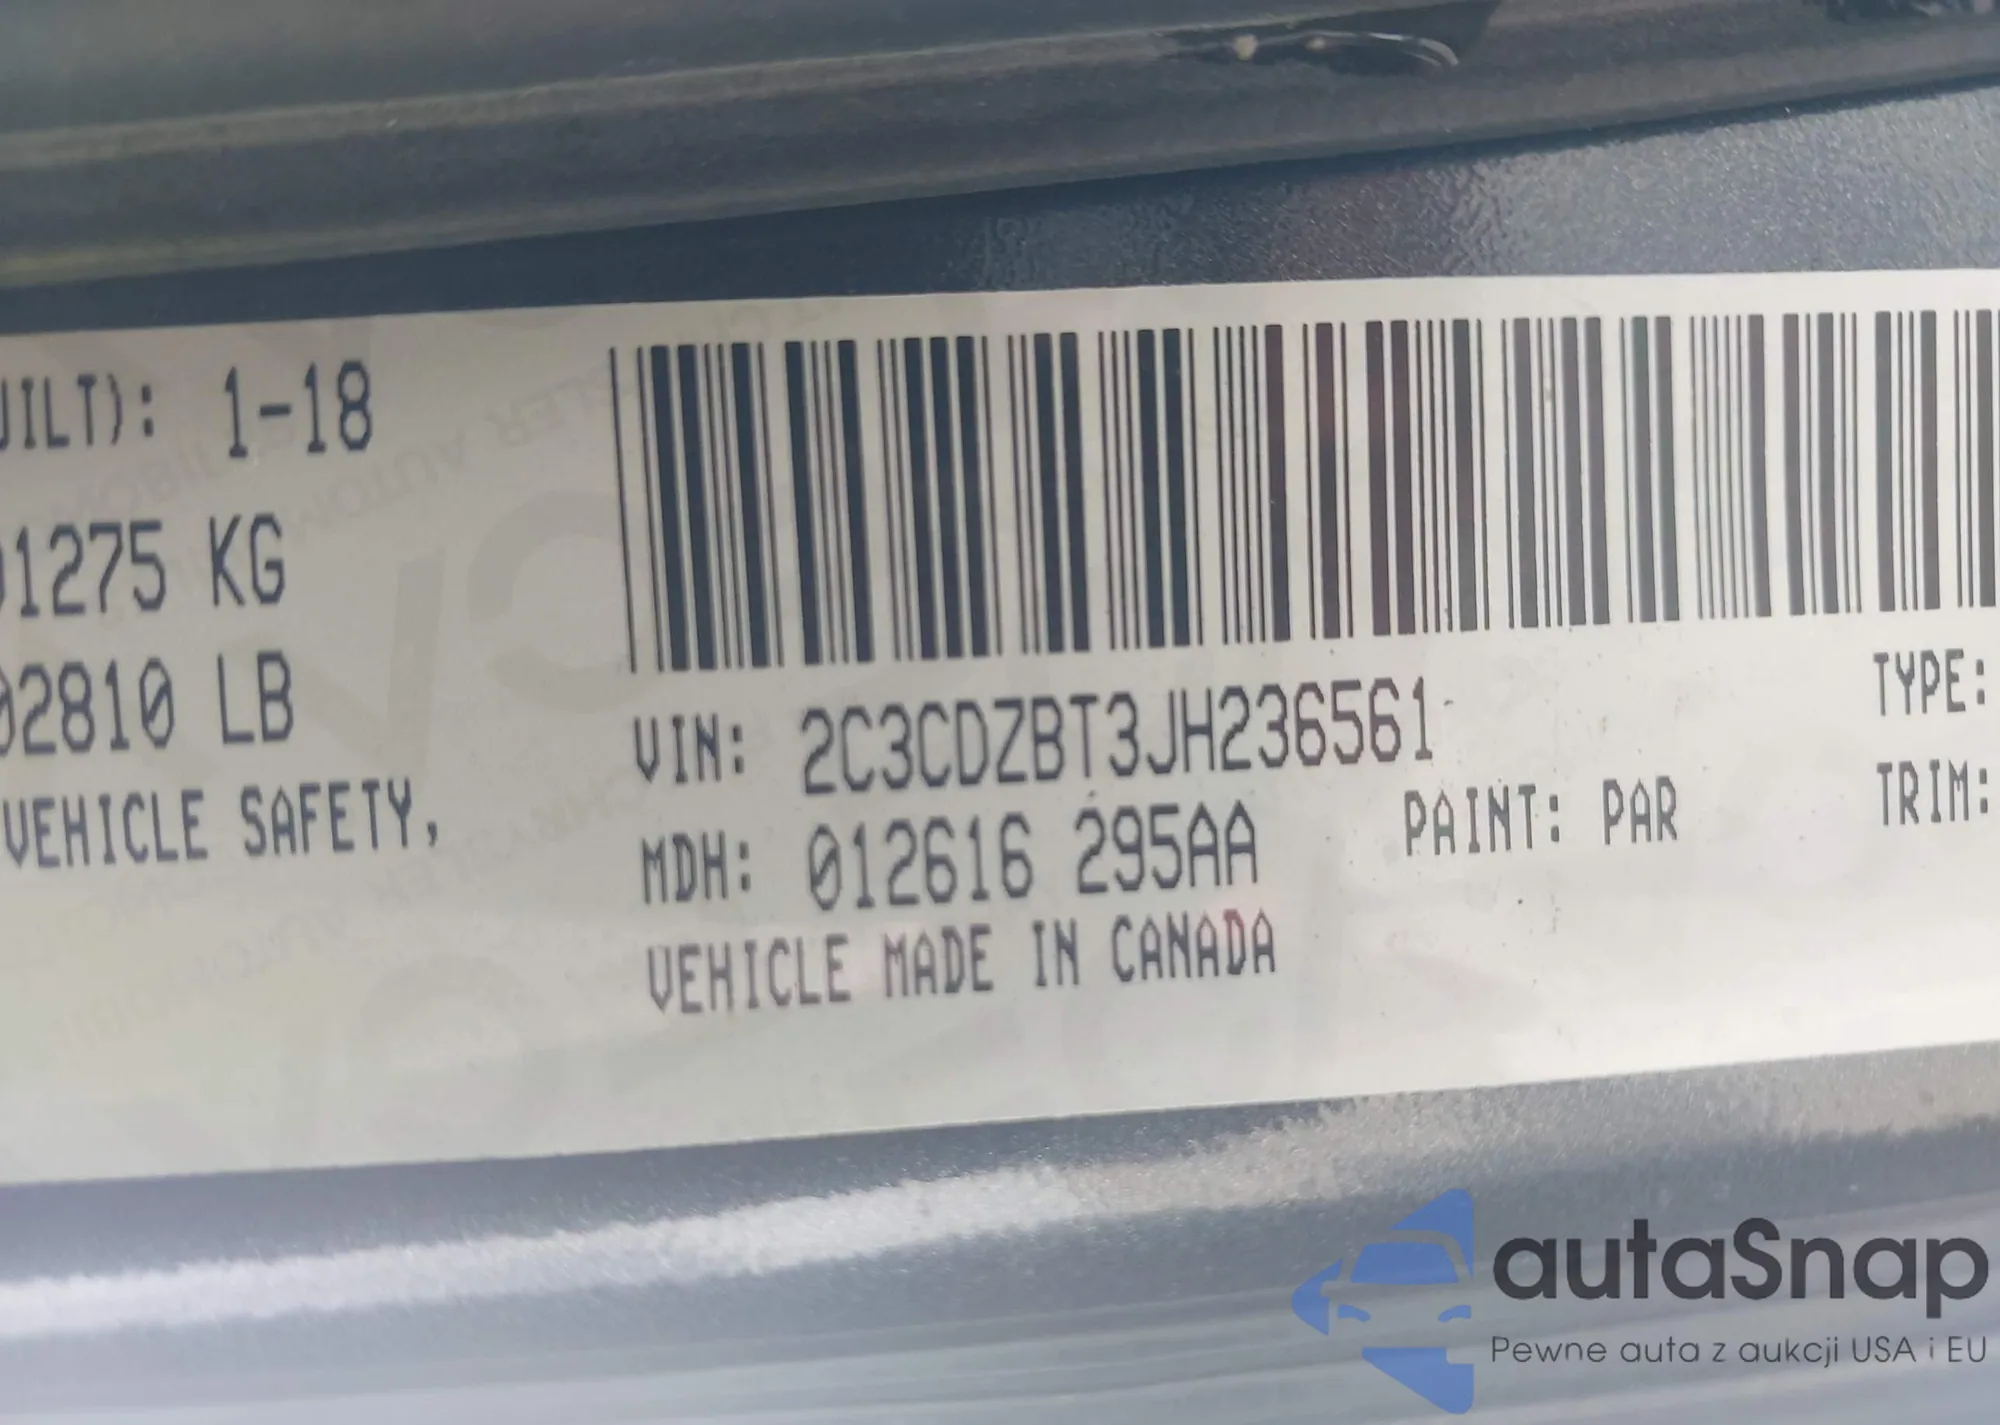 UILT): 1-18
1275 KG
02810 LB
VEHICLE SAFETY,
VIN: 2C3CDZBT3JH236561
TYPE:
MDH: 012616 295AA
PAINT: PAR
TRIM:
VEHICLE MADE IN CANADA
autaSnap
Pewne auta z aukcji USA i EU